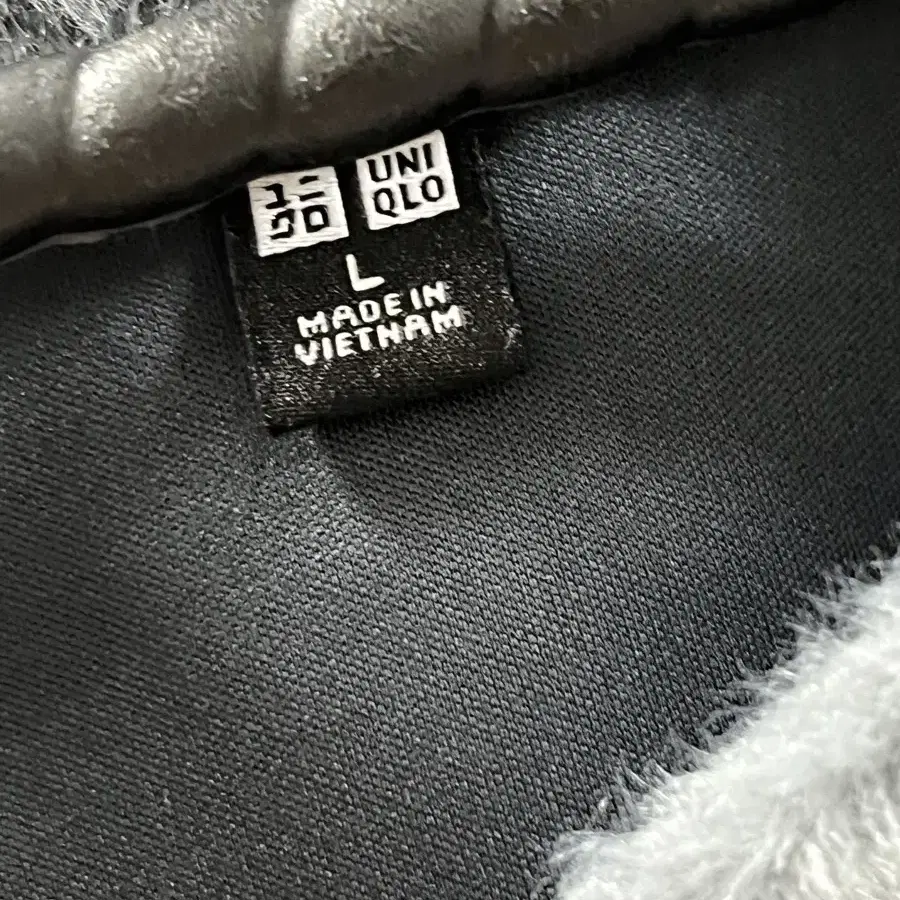 ユニ クロ
UNI QLO
L
MADE IN
VIETNAM